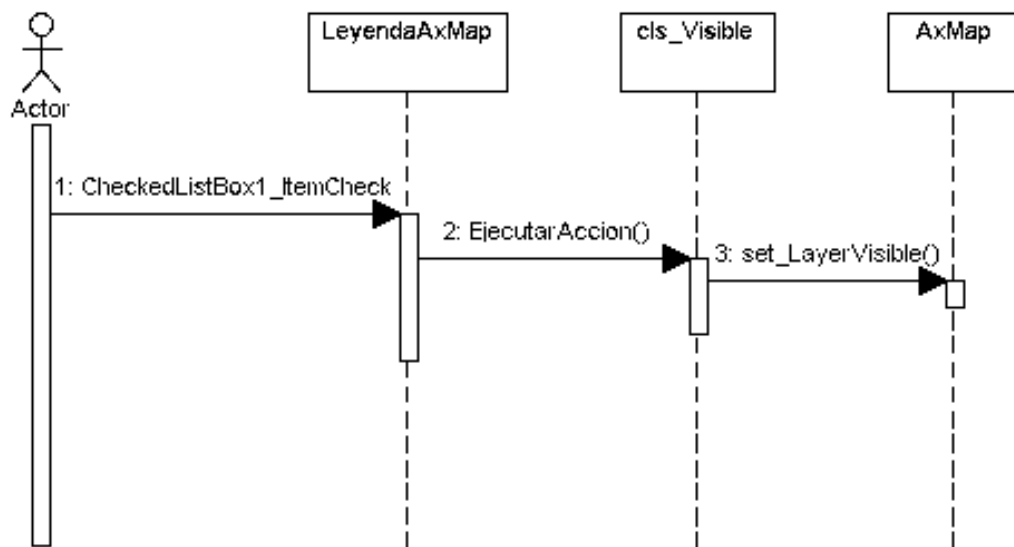 LeyendaAxMap
cls_Visible
AxMap
Actor
1: CheckedListBox1_ItemCheck
2: EjecutarAccion()
3: set_LayerVisible()